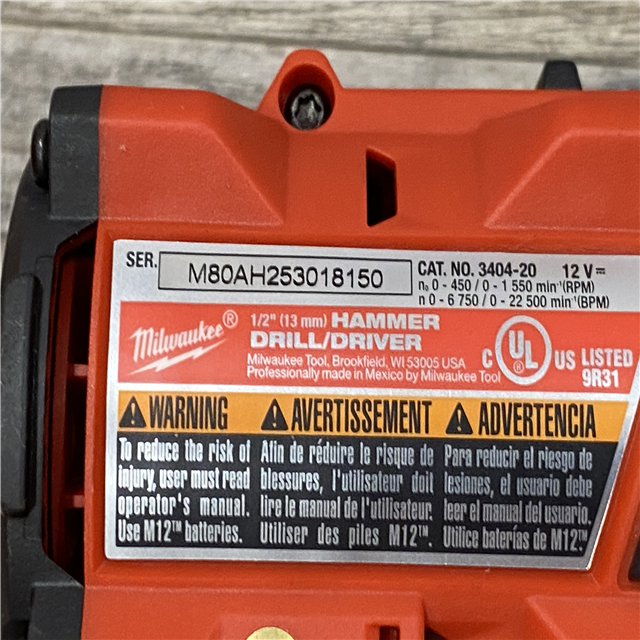 SER. M80AH253018150 CAT. NO. 3404-20 12 V⎓
n₀ 0 - 450 / 0 - 1 550 min⁻¹(RPM)
n 0 - 6 750 / 0 - 22 500 min⁻¹(BPM)
Milwaukee®
1/2" (13 mm) HAMMER
DRILL/DRIVER
Milwaukee Tool, Brookfield, WI 53005 USA
Professionally made in Mexico by Milwaukee Tool
C UL® US LISTED
9R31
WARNING
To reduce the risk of
injury, user must read
operator's manual.
Use M12™ batteries.
AVERTISSEMENT
Afin de réduire le risque de
blessures, l'utilisateur doit
lire le manual de l'utilisateur.
Utiliser des piles M12™.
ADVERTENCIA
Para reducir el riesgo de
lesiones, el usuario debe
leer el manual del usuario.
Utilice baterías de M12™.